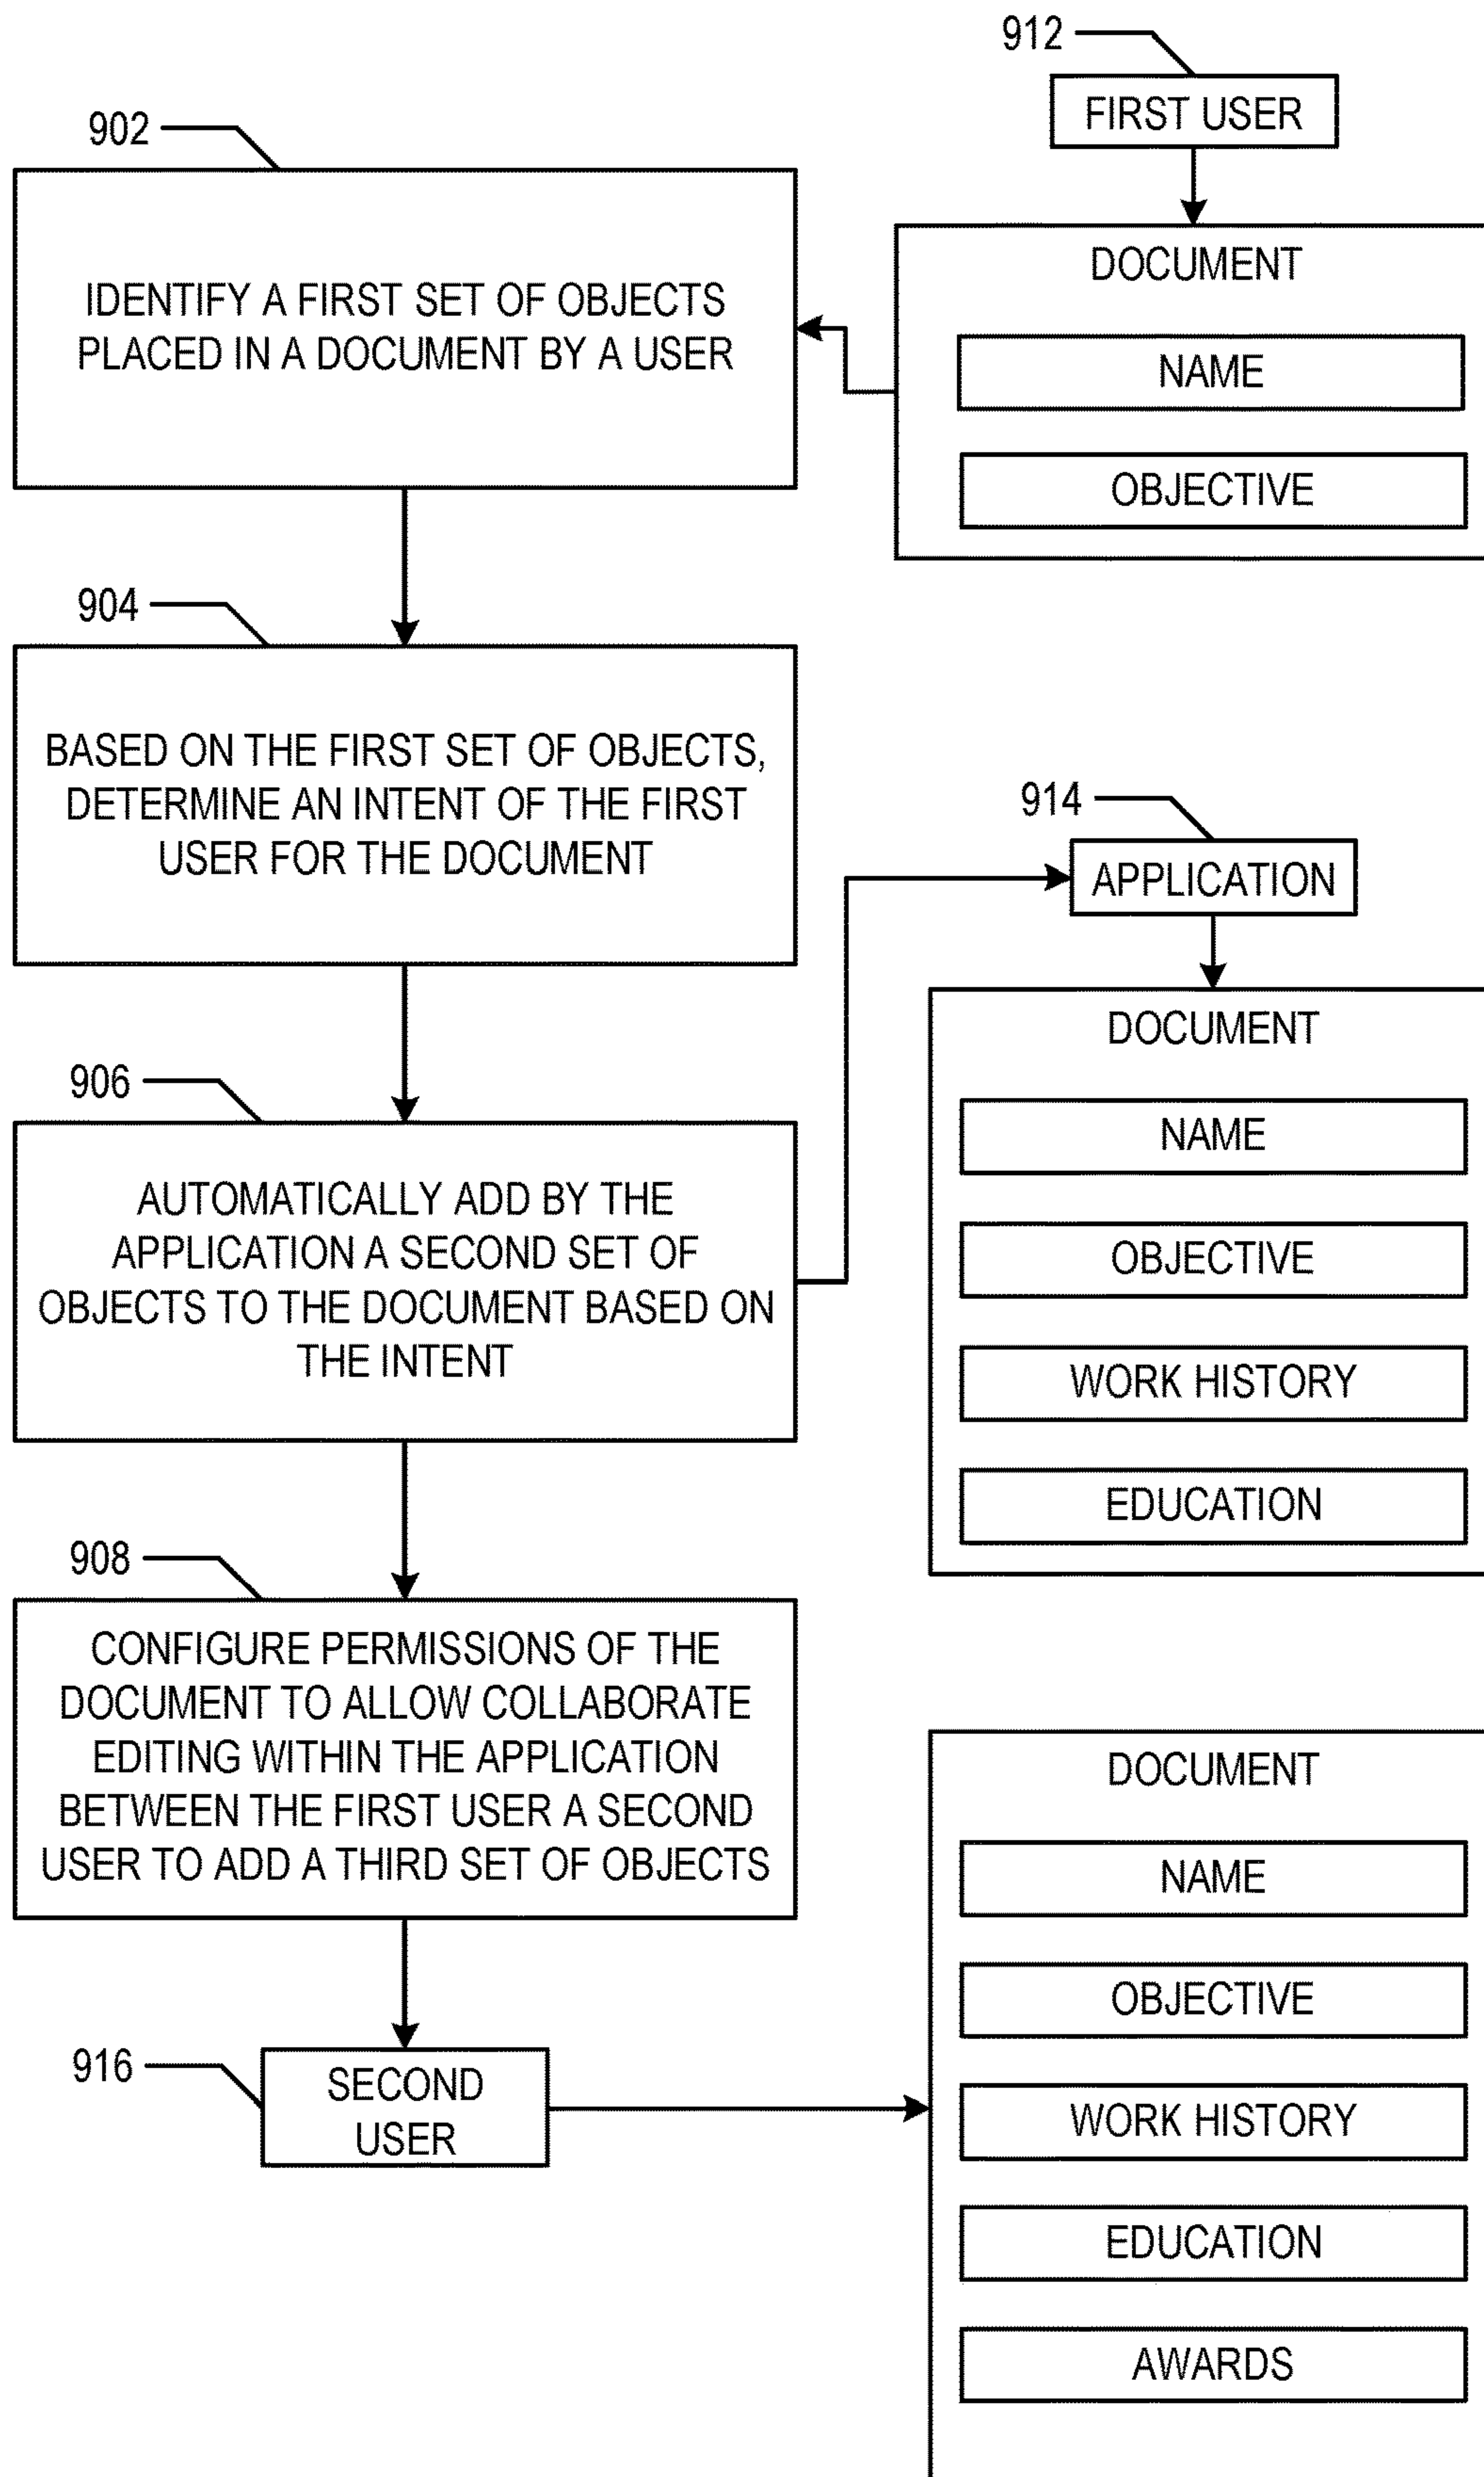 912
FIRST USER
902
DOCUMENT
IDENTIFY A FIRST SET OF OBJECTS
PLACED IN A DOCUMENT BY A USER
NAME
OBJECTIVE
904
BASED ON THE FIRST SET OF OBJECTS,
DETERMINE AN INTENT OF THE FIRST
USER FOR THE DOCUMENT
914
APPLICATION
DOCUMENT
NAME
OBJECTIVE
WORK HISTORY
EDUCATION
906
AUTOMATICALLY ADD BY THE
APPLICATION A SECOND SET OF
OBJECTS TO THE DOCUMENT BASED ON
THE INTENT
908
CONFIGURE PERMISSIONS OF THE
DOCUMENT TO ALLOW COLLABORATE
EDITING WITHIN THE APPLICATION
BETWEEN THE FIRST USER A SECOND
USER TO ADD A THIRD SET OF OBJECTS
916
SECOND
USER
DOCUMENT
NAME
OBJECTIVE
WORK HISTORY
EDUCATION
AWARDS